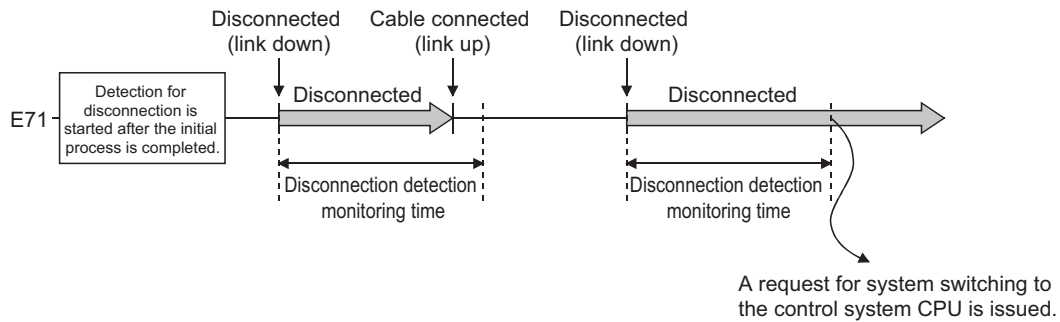 Disconnected
(link down)
Cable connected
(link up)
Disconnected
(link down)
E71
Detection for
disconnection is
started after the initial
process is completed.
Disconnected
Disconnected
Disconnection detection
monitoring time
Disconnection detection
monitoring time
A request for system switching to
the control system CPU is issued.